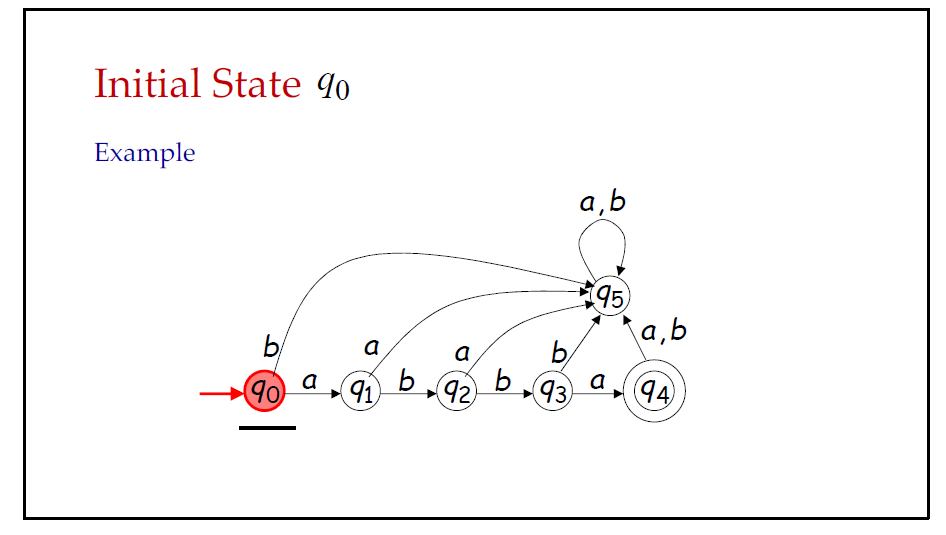 Initial State q0
Example
a,b
q5
b a a b a,b
q0 a q1 b q2 b q3 a q4